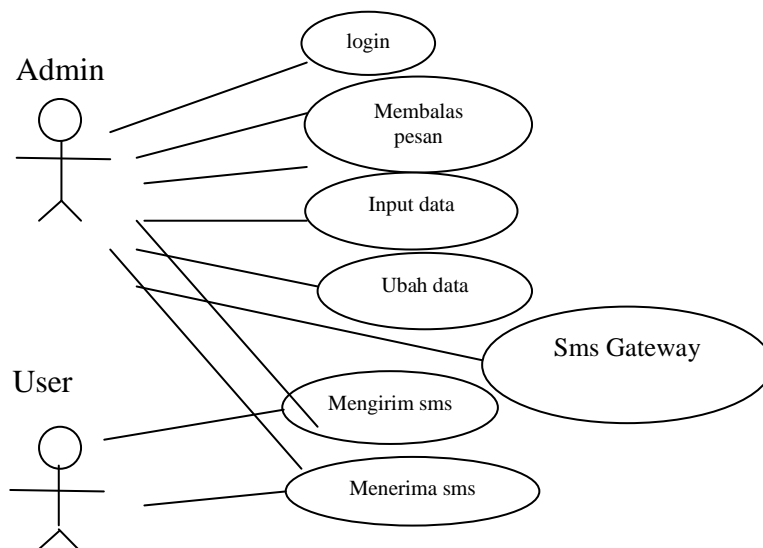 login
Admin
Membalas
pesan
Input data
Ubah data
Sms Gateway
User
Mengirim sms
Menerima sms